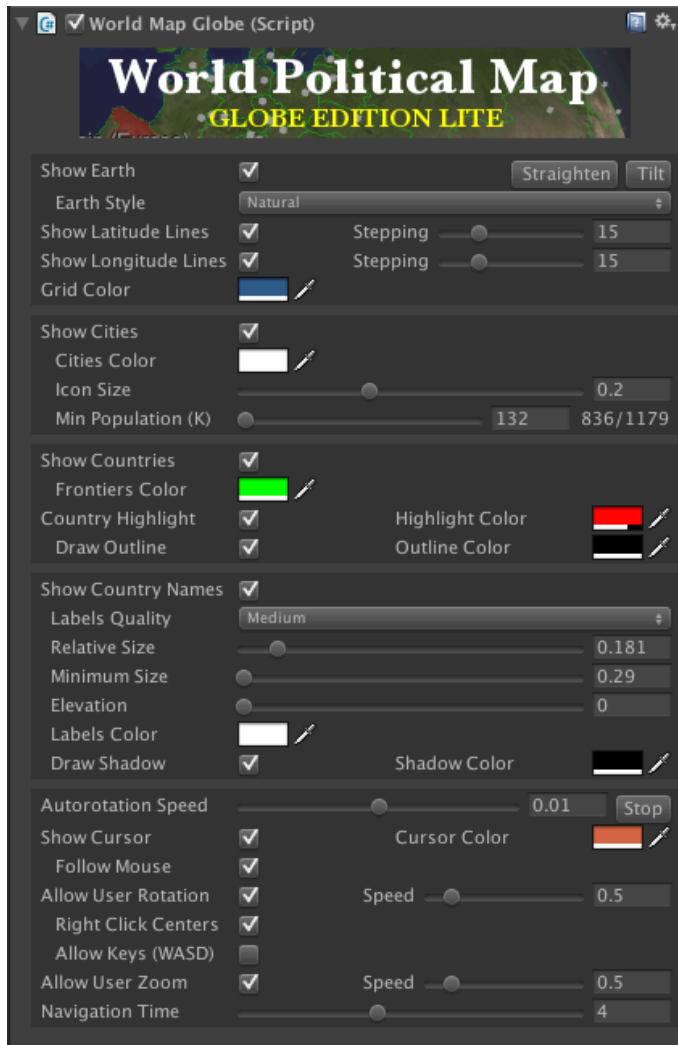 World Map Globe (Script)
World Political Map
GLOBE EDITION LITE
Show Earth Straighten Tilt
Earth Style Natural
Show Latitude Lines Stepping 15
Show Longitude Lines Stepping 15
Grid Color
Show Cities
Cities Color
Icon Size 0.2
Min Population (K) 132 836/1179
Show Countries
Frontiers Color
Country Highlight Highlight Color
Draw Outline Outline Color
Show Country Names
Labels Quality Medium
Relative Size 0.181
Minimum Size 0.29
Elevation 0
Labels Color
Draw Shadow Shadow Color
Autorotation Speed 0.01 Stop
Show Cursor Cursor Color
Follow Mouse
Allow User Rotation Speed 0.5
Right Click Centers
Allow Keys (WASD)
Allow User Zoom Speed 0.5
Navigation Time 4